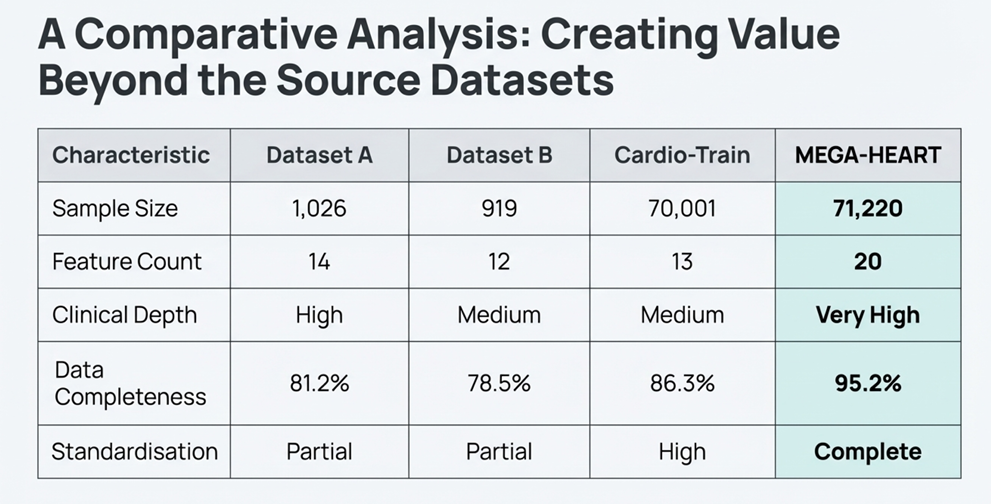 A Comparative Analysis: Creating Value
Beyond the Source Datasets
Characteristic Dataset A Dataset B Cardio-Train MEGA-HEART
Sample Size 1,026 919 70,001 71,220
Feature Count 14 12 13 20
Clinical Depth High Medium Medium Very High
Data
Completeness 81.2% 78.5% 86.3% 95.2%
Standardisation Partial Partial High Complete